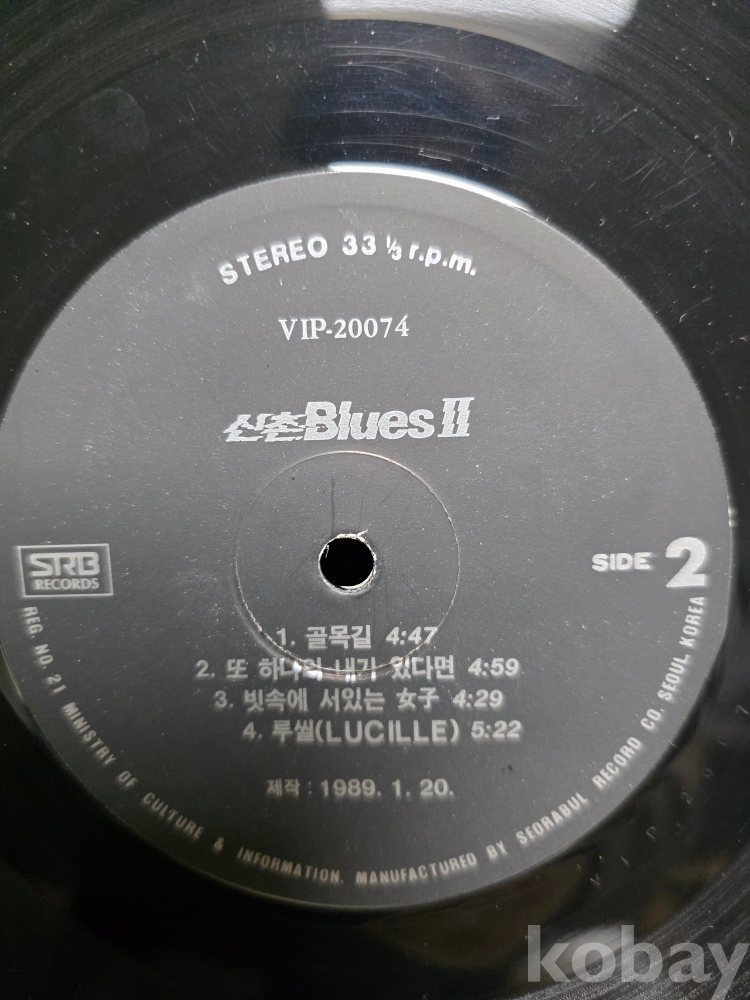 STEREO 33 ⅓ r.p.m.
VIP-20074
신촌Blues II
SRB
RECORDS
SIDE 2
1. 골목길 4:47
2. 또 하나의 내가 있다면 4:59
3. 빗속에 서있는 女子 4:29
4. 루씰(LUCILLE) 5:22
제작 : 1989. 1. 20.
REG. NO. 21 MINISTRY OF CULTURE & INFORMATION. MANUFACTURED BY SEORABUL RECORD CO. SEOUL KOREA
kobay